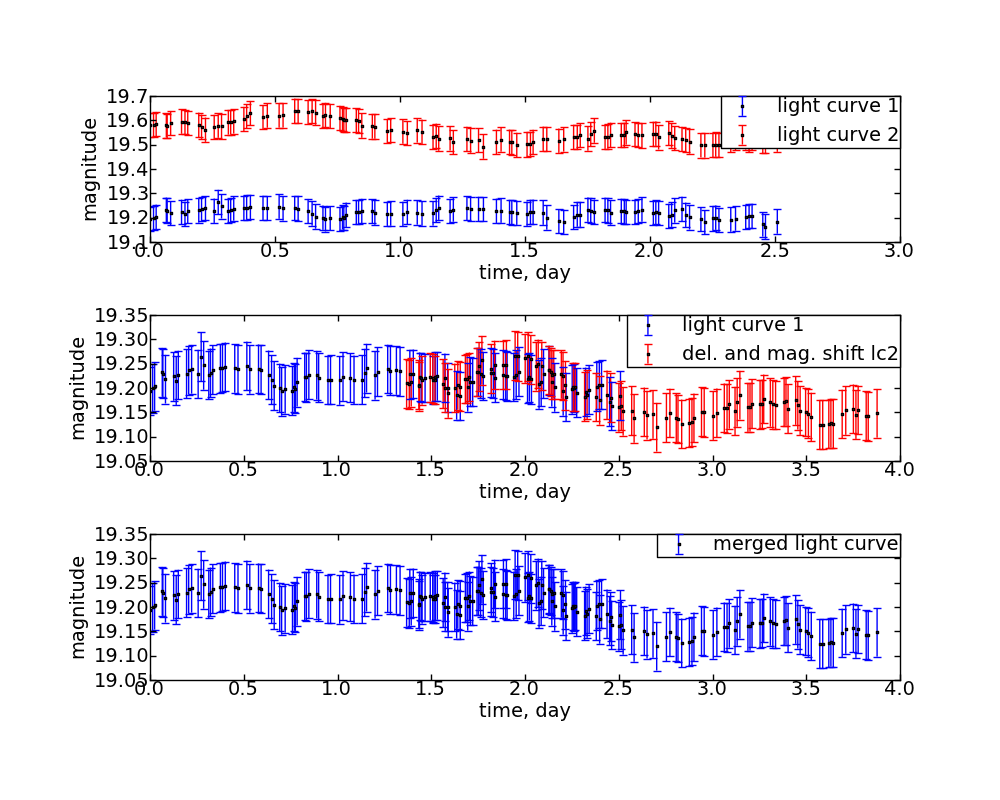 19.7
19.6
19.5
19.4
19.3
19.2
19.1
magnitude
light curve 1
light curve 2
0.0 0.5 1.0 1.5 2.0 2.5 3.0
time, day
19.35
19.30
19.25
19.20
19.15
19.10
19.05
magnitude
light curve 1
del. and mag. shift lc2
0.0 0.5 1.0 1.5 2.0 2.5 3.0 3.5 4.0
time, day
19.35
19.30
19.25
19.20
19.15
19.10
19.05
magnitude
merged light curve
0.0 0.5 1.0 1.5 2.0 2.5 3.0 3.5 4.0
time, day